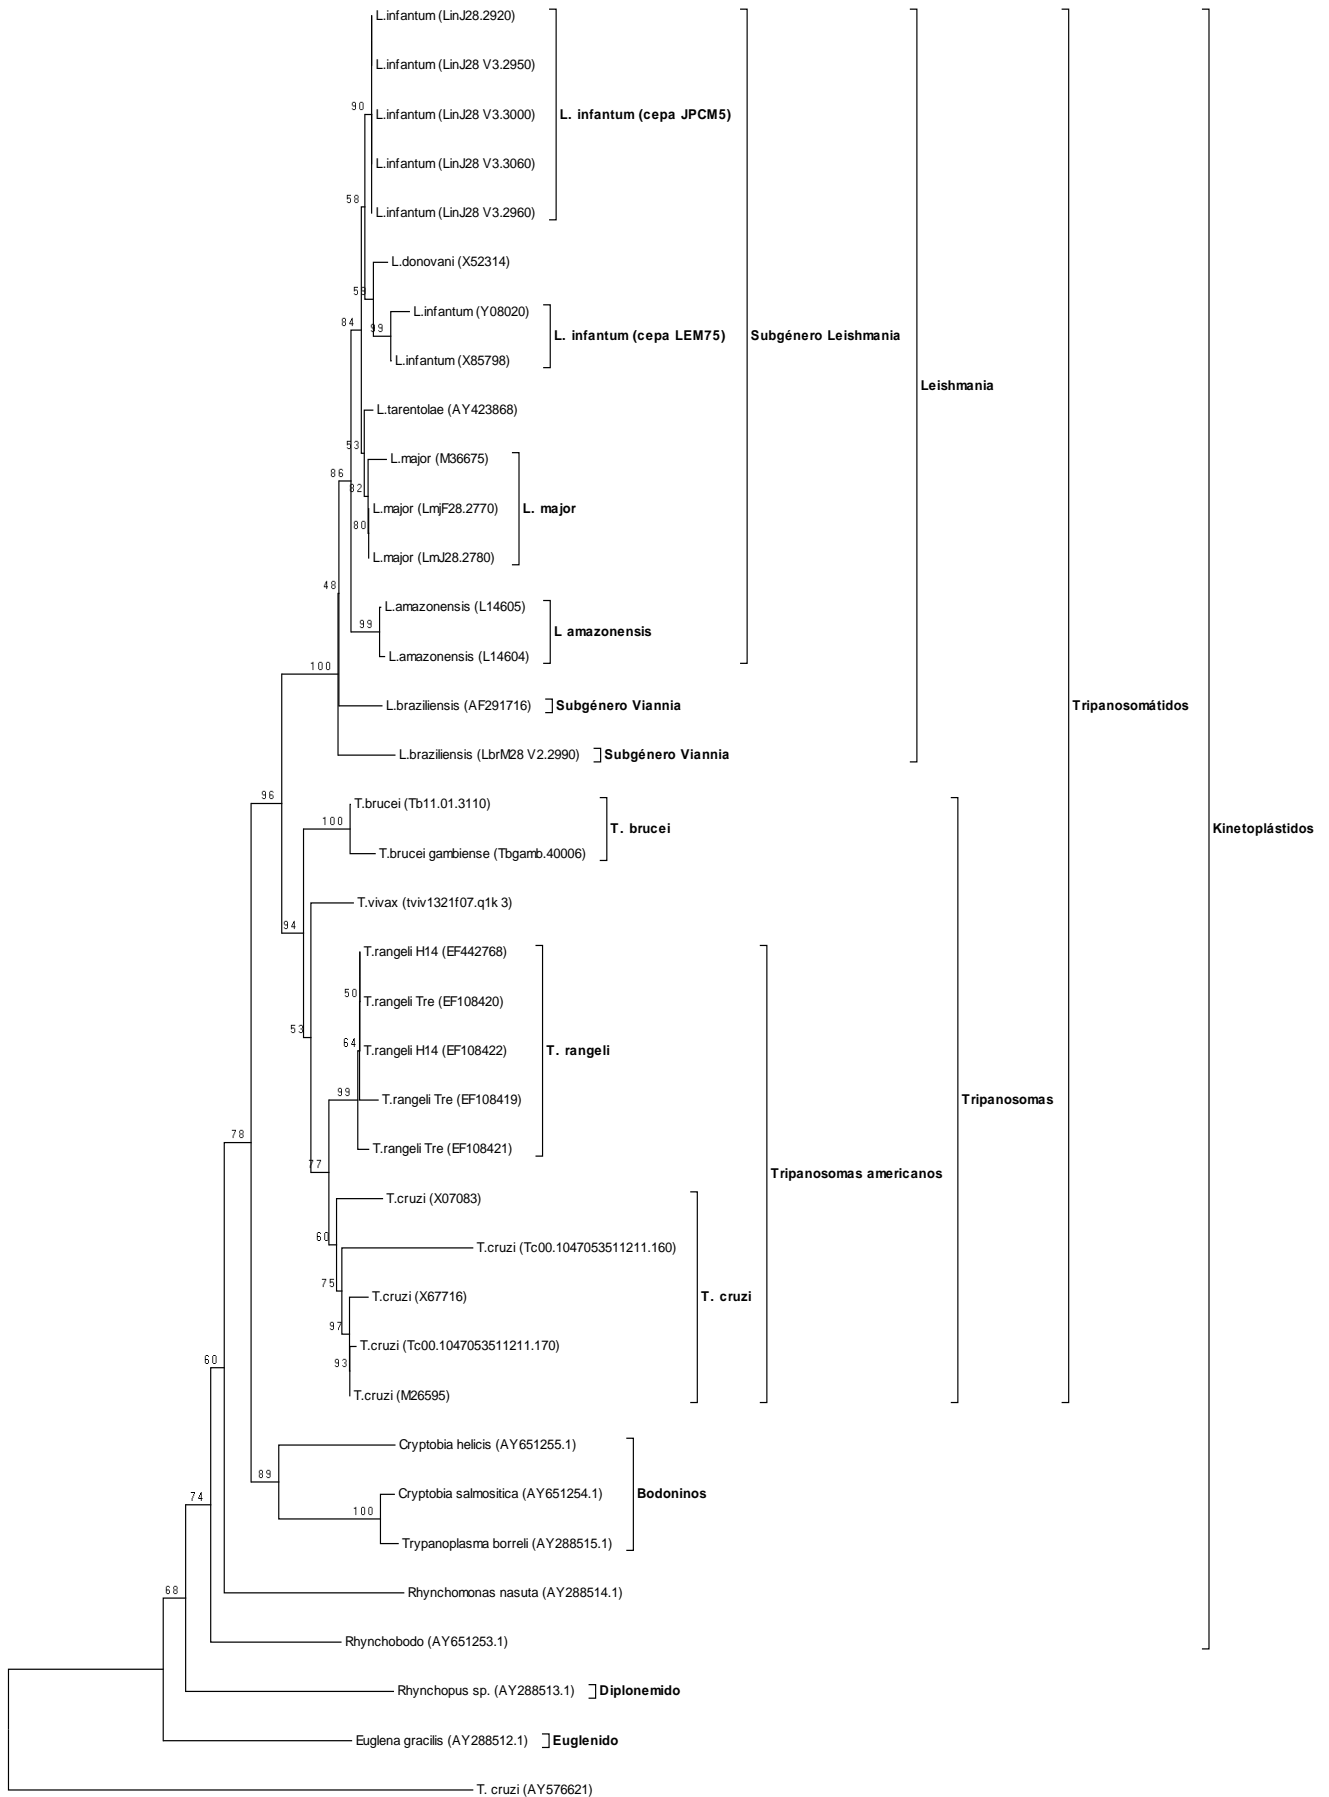 L.infantum (LinJ28.2920)
L.infantum (LinJ28 V3.2950)
90
L.infantum (LinJ28 V3.3000)
L. infantum (cepa JPCM5)
L.infantum (LinJ28 V3.3060)
58
L.infantum (LinJ28 V3.2960)
L.donovani (X52314)
59
L.infantum (Y08020)
84
99
L. infantum (cepa LEM75)
Subgénero Leishmania
L.infantum (X85798)
Leishmania
L.tarentolae (AY423868)
53
L.major (M36675)
86
82
L.major (LmjF28.2770)
L. major
80
L.major (LmJ28.2780)
48
L.amazonensis (L14605)
99
L amazonensis
L.amazonensis (L14604)
100
L.braziliensis (AF291716)
Subgénero Viannia
Tripanosomátidos
L.braziliensis (LbrM28 V2.2990)
Subgénero Viannia
96
T.brucei (Tb11.01.3110)
100
T. brucei
Kinetoplástidos
T.brucei gambiense (Tbgamb.40006)
T.vivax (tviv1321f07.q1k 3)
94
T.rangeli H14 (EF442768)
50
T.rangeli Tre (EF108420)
53
64
T.rangeli H14 (EF108422)
T. rangeli
99
T.rangeli Tre (EF108419)
Tripanosomas
78
T.rangeli Tre (EF108421)
77
Tripanosomas americanos
T.cruzi (X07083)
60
T.cruzi (Tc00.1047053511211.160)
75
T.cruzi (X67716)
T. cruzi
97
T.cruzi (Tc00.1047053511211.170)
60
93
T.cruzi (M26595)
Cryptobia helicis (AY651255.1)
89
Cryptobia salmositica (AY651254.1)
Bodoninos
74
100
Trypanoplasma borreli (AY288515.1)
68
Rhynchomonas nasuta (AY288514.1)
Rhynchobodo (AY651253.1)
Rhynchopus sp. (AY288513.1)
Diplonemido
Euglena gracilis (AY288512.1)
Euglenido
T. cruzi (AY576621)